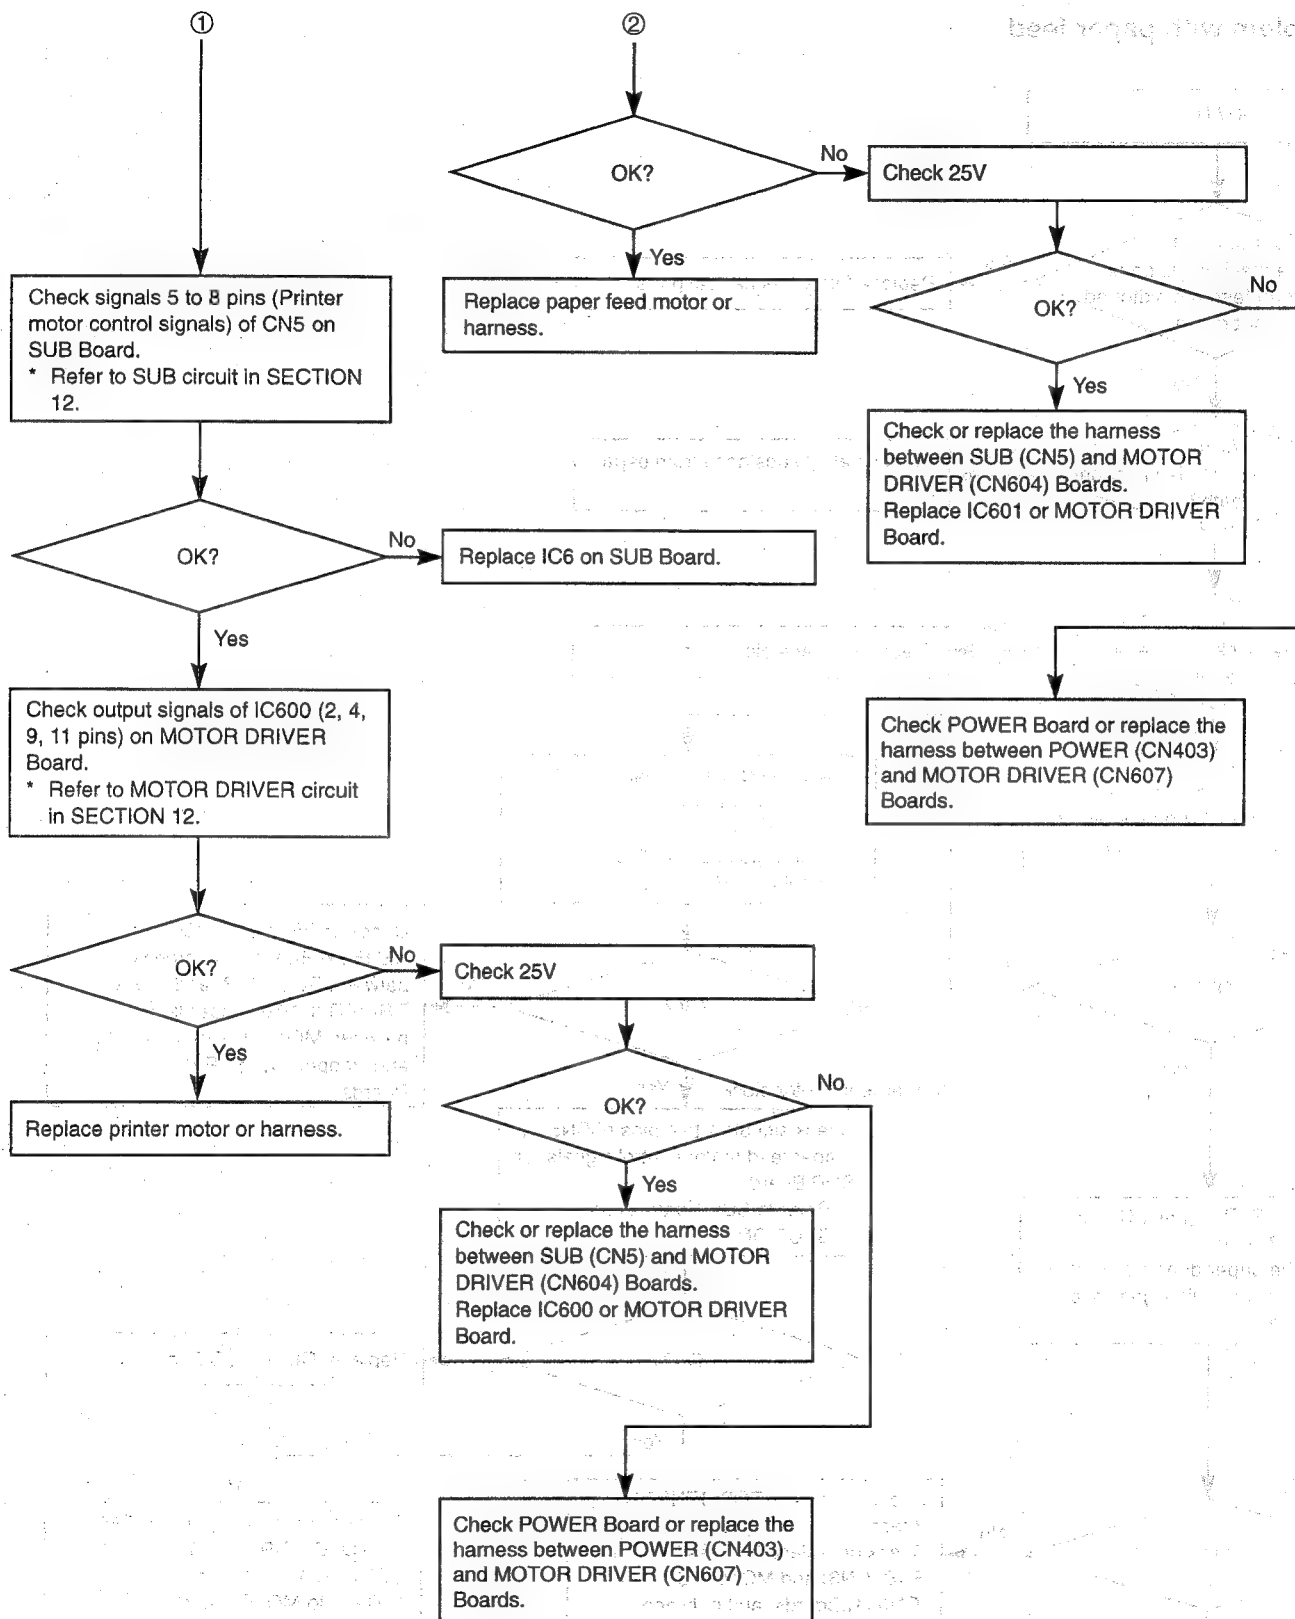 ①
Check signals 5 to 8 pins (Printer
motor control signals) of CN5 on
SUB Board.
* Refer to SUB circuit in SECTION
12.
OK?
No
Replace IC6 on SUB Board.
Yes
Check output signals of IC600 (2, 4,
9, 11 pins) on MOTOR DRIVER
Board.
* Refer to MOTOR DRIVER circuit
in SECTION 12.
OK?
No
Check 25V
Yes
Replace printer motor or harness.
OK?
No
Yes
Check or replace the harness
between SUB (CN5) and MOTOR
DRIVER (CN604) Boards.
Replace IC600 or MOTOR DRIVER
Board.
Check POWER Board or replace the
harness between POWER (CN403)
and MOTOR DRIVER (CN607)
Boards.
②
OK?
No
Check 25V
Yes
Replace paper feed motor or
harness.
OK?
No
Yes
Check or replace the harness
between SUB (CN5) and MOTOR
DRIVER (CN604) Boards.
Replace IC601 or MOTOR DRIVER
Board.
Check POWER Board or replace the
harness between POWER (CN403)
and MOTOR DRIVER (CN607)
Boards.